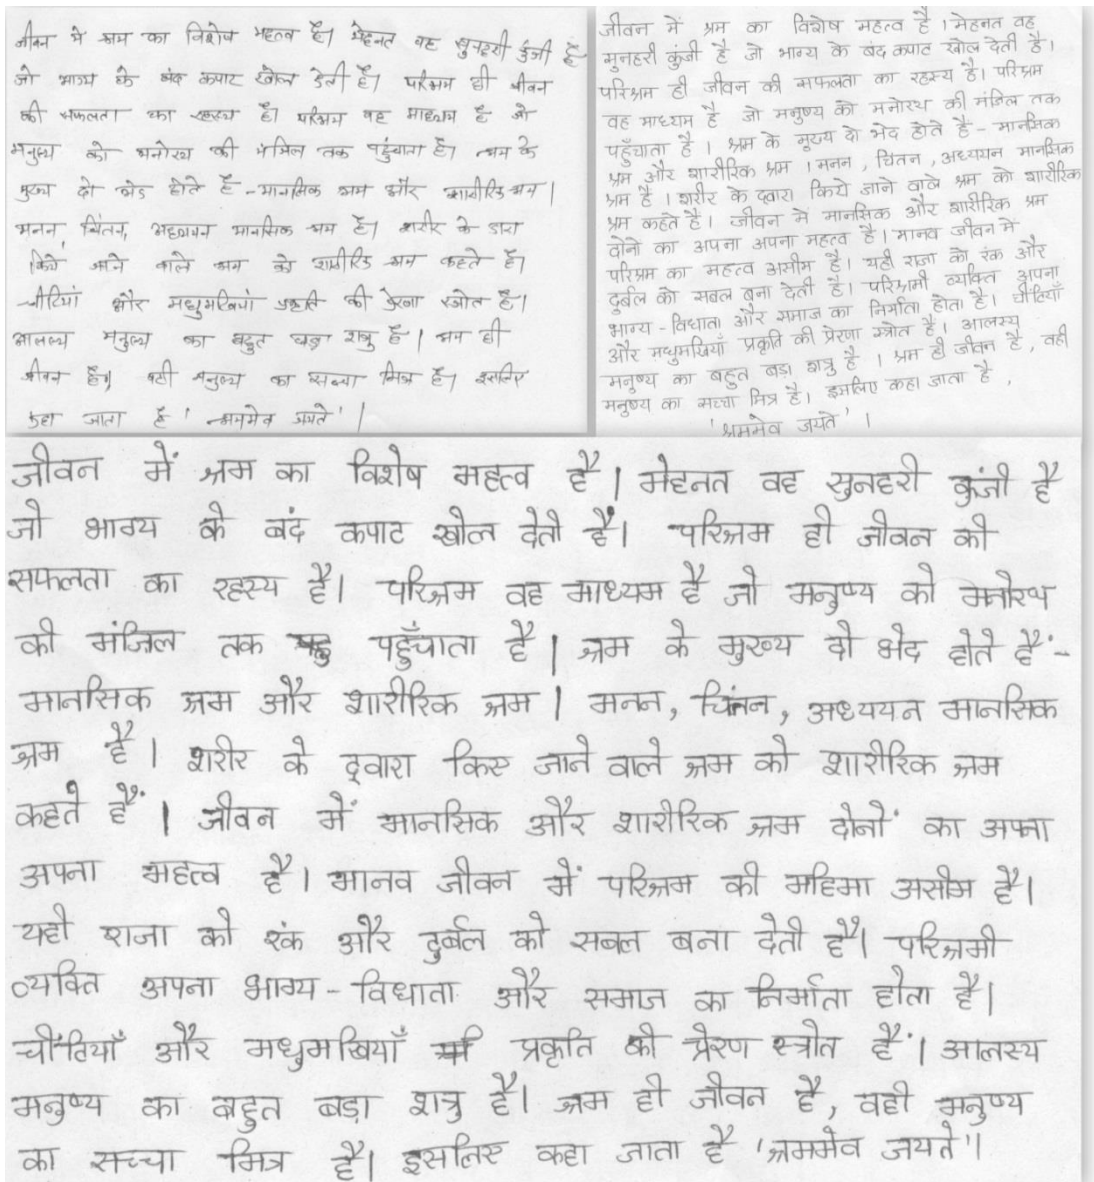 जीवन मे श्रम का विशेष महत्व है। मेहनत वह सुनहरी कुंजी है
जो भाग्य के बंद कपाट खोल देती है। परिश्रम ही जीवन
की सफलता का रहस्य है। परिश्रम वह माध्यम है जो
मनुष्य को मनोरथ की मंजिल तक पहुंचाता है। श्रम के
मुख्य दो भेद होते है - मानसिक श्रम और शारीरिक श्रम।
मनन, चिंतन, अध्ययन मानसिक श्रम है। शरीर के द्वारा
किये जाने वाले श्रम को शारीरिक श्रम कहते है।
चीटियां और मधुमखियां प्रकृति की प्रेरणा स्त्रोत है।
आलस्य मनुष्य का बहुत बड़ा शत्रु है। श्रम ही
जीवन है। वही मनुष्य का सच्चा मित्र है। इसलिए
कहा जाता है 'श्रममेव जयते'।
जीवन में श्रम का विशेष महत्व है। मेहनत वह
सुनहरी कुंजी है जो भाग्य के बंद कपाट खोल देती है।
परिश्रम ही जीवन की सफलता का रहस्य है। परिश्रम
वह माध्यम है जो मनुष्य को मनोरथ की मंजिल तक
पहुँचाता है। श्रम के मुख्य दो भेद होते है - मानसिक
श्रम और शारीरिक श्रम। मनन, चिंतन, अध्ययन मानसिक
श्रम है। शरीर के द्वारा किये जाने वाले श्रम को शारीरिक
श्रम कहते है। जीवन में मानसिक और शारीरिक श्रम
दोनो का अपना अपना महत्व है। मानव जीवन में
परिश्रम का महत्व असीम है। यही राजा को रंक और
दुर्बल को सबल बना देती है। परिश्रमी व्यक्ति अपना
भाग्य - विधाता और समाज का निर्माता होता है। चीटियाँ
और मधुमखियाँ प्रकृति की प्रेरणा स्त्रोत है। आलस्य
मनुष्य का बहुत बड़ा शत्रु है। श्रम ही जीवन है, वही
मनुष्य का सच्चा मित्र है। इसलिए कहा जाता है,
'श्रममेव जयते'।
जीवन में श्रम का विशेष महत्व है। मेहनत वह सुनहरी कुंजी है
जो भाग्य के बंद कपाट खोल देती हैं। परिश्रम ही जीवन की
सफलता का रहस्य है। परिश्रम वह माध्यम है जो मनुष्य को मनोरथ
की मंजिल तक पहुँचाता है। श्रम के मुख्य दो भेद होते हैं -
मानसिक श्रम और शारीरिक श्रम। मनन, चिंतन, अध्ययन मानसिक
श्रम है। शरीर के द्वारा किए जाने वाले श्रम को शारीरिक श्रम
कहते हैं। जीवन में मानसिक और शारीरिक श्रम दोनों का अपना
अपना महत्व है। मानव जीवन में परिश्रम की महिमा असीम है।
यही राजा को रंक और दुर्बल को सबल बना देती है। परिश्रमी
व्यक्ति अपना भाग्य - विधाता और समाज का निर्माता होता है।
चींटियाँ और मधुमखियाँ प्रकृति की प्रेरण स्त्रोत हैं। आलस्य
मनुष्य का बहुत बड़ा शत्रु है। श्रम ही जीवन है, वही मनुष्य
का सच्चा मित्र है। इसलिए कहा जाता है 'श्रममेव जयते'।